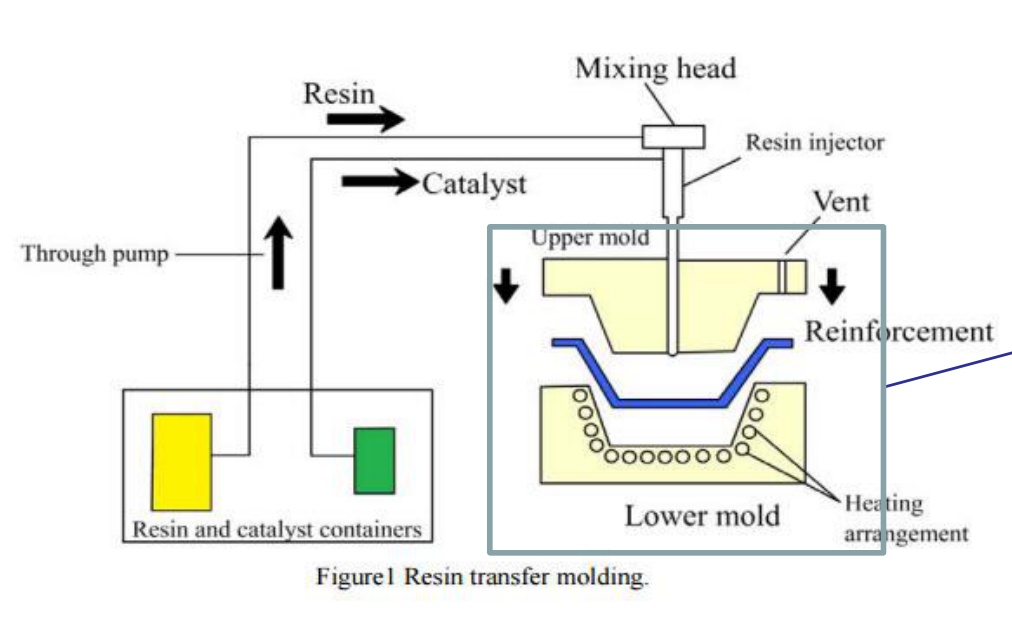 Mixing head
Resin
Resin injector
Catalyst
Vent
Upper mold
Through pump
Reinforcement
Heating
arrangement
Lower mold
Resin and catalyst containers
Figure1 Resin transfer molding.